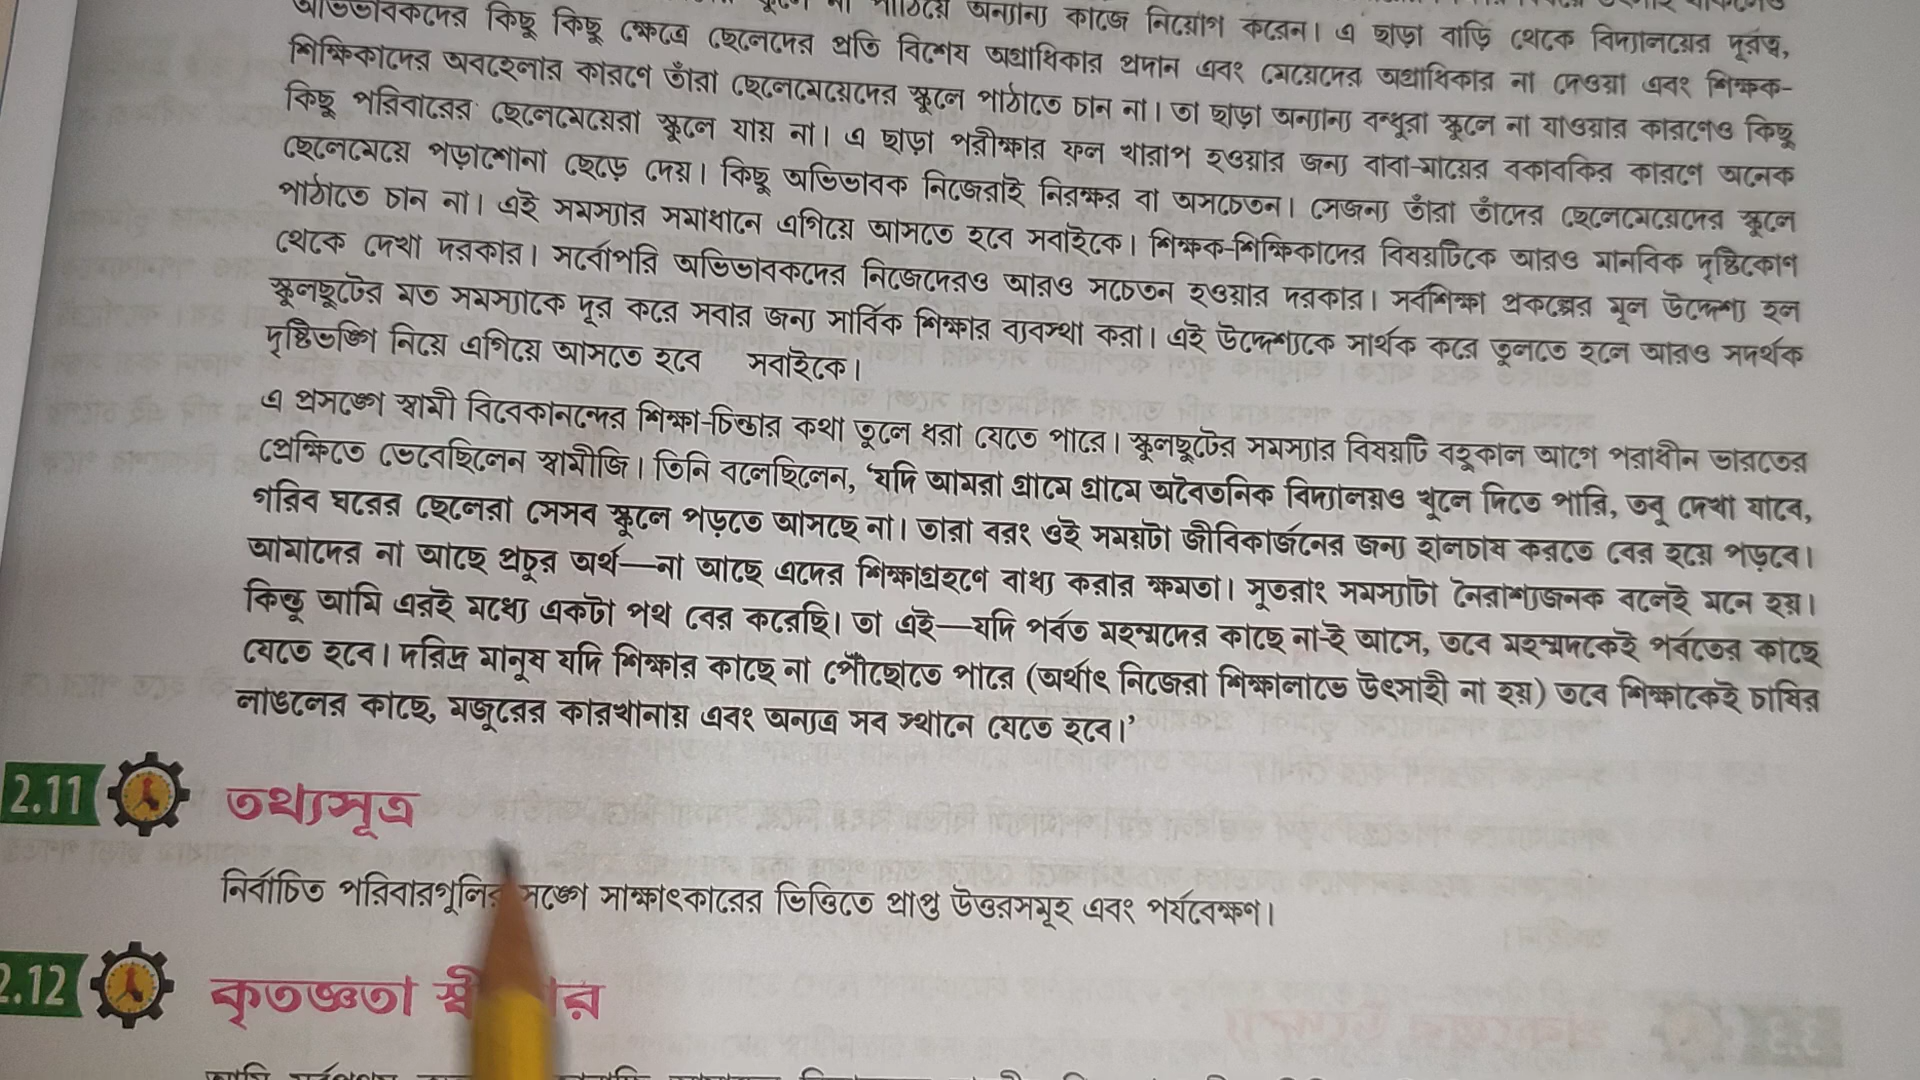 অভিভাবকদের কিছু কিছু ক্ষেত্রে ছেলেদের প্রতি বিশেষ অগ্রাধিকার প্রদান এবং মেয়েদের অগ্রাধিকার না দেওয়া এবং শিক্ষক-
না পাঠিয়ে অন্যান্য কাজে নিয়োগ করেন। এ ছাড়া বাড়ি থেকে বিদ্যালয়ের দূরত্ব,
শিক্ষিকাদের অবহেলার কারণে তাঁরা ছেলেমেয়েদের স্কুলে পাঠাতে চান না। তা ছাড়া অন্যান্য বন্ধুরা স্কুলে না যাওয়ার কারণেও কিছু
কিছু পরিবারের ছেলেমেয়েরা স্কুলে যায় না। এ ছাড়া পরীক্ষার ফল খারাপ হওয়ার জন্য বাবা-মায়ের বকাবকির কারণে অনেক
ছেলেমেয়ে পড়াশোনা ছেড়ে দেয়। কিছু অভিভাবক নিজেরাই নিরক্ষর বা অসচেতন। সেজন্য তাঁরা তাঁদের ছেলেমেয়েদের স্কুলে
পাঠাতে চান না। এই সমস্যার সমাধানে এগিয়ে আসতে হবে সবাইকে। শিক্ষক-শিক্ষিকাদের বিষয়টিকে আরও মানবিক দৃষ্টিকোণ
থেকে দেখা দরকার। সর্বোপরি অভিভাবকদের নিজেদেরও আরও সচেতন হওয়ার দরকার। সর্বশিক্ষা প্রকল্পের মূল উদ্দেশ্য হল
স্কুলছুটের মত সমস্যাকে দূর করে সবার জন্য সার্বিক শিক্ষার ব্যবস্থা করা। এই উদ্দেশ্যকে সার্থক করে তুলতে হলে আরও সদর্থক
দৃষ্টিভঙ্গি নিয়ে এগিয়ে আসতে হবে সবাইকে।
এ প্রসঙ্গে স্বামী বিবেকানন্দের শিক্ষা-চিন্তার কথা তুলে ধরা যেতে পারে। স্কুলছুটের সমস্যার বিষয়টি বহুকাল আগে পরাধীন ভারতের
প্রেক্ষিতে ভেবেছিলেন স্বামীজি। তিনি বলেছিলেন, ‘যদি আমরা গ্রামে গ্রামে অবৈতনিক বিদ্যালয়ও খুলে দিতে পারি, তবু দেখা যাবে,
গরিব ঘরের ছেলেরা সেসব স্কুলে পড়তে আসছে না। তারা বরং ওই সময়টা জীবিকার্জনের জন্য হালচাষ করতে বের হয়ে পড়বে।
আমাদের না আছে প্রচুর অর্থ—না আছে এদের শিক্ষাগ্রহণে বাধ্য করার ক্ষমতা। সুতরাং সমস্যাটা নৈরাশ্যজনক বলেই মনে হয়।
কিন্তু আমি এরই মধ্যে একটা পথ বের করেছি। তা এই—যদি পর্বত মহম্মদের কাছে না-ই আসে, তবে মহম্মদকেই পর্বতের কাছে
যেতে হবে। দরিদ্র মানুষ যদি শিক্ষার কাছে না পৌঁছোতে পারে (অর্থাৎ নিজেরা শিক্ষালাভে উৎসাহী না হয়) তবে শিক্ষাকেই চাষির
লাঙলের কাছে, মজুরের কারখানায় এবং অন্যত্র সব স্থানে যেতে হবে।’
2.11 তথ্যসূত্র
নির্বাচিত পরিবারগুলির সঙ্গে সাক্ষাৎকারের ভিত্তিতে প্রাপ্ত উত্তরসমূহ এবং পর্যবেক্ষণ।
2.12 কৃতজ্ঞতা